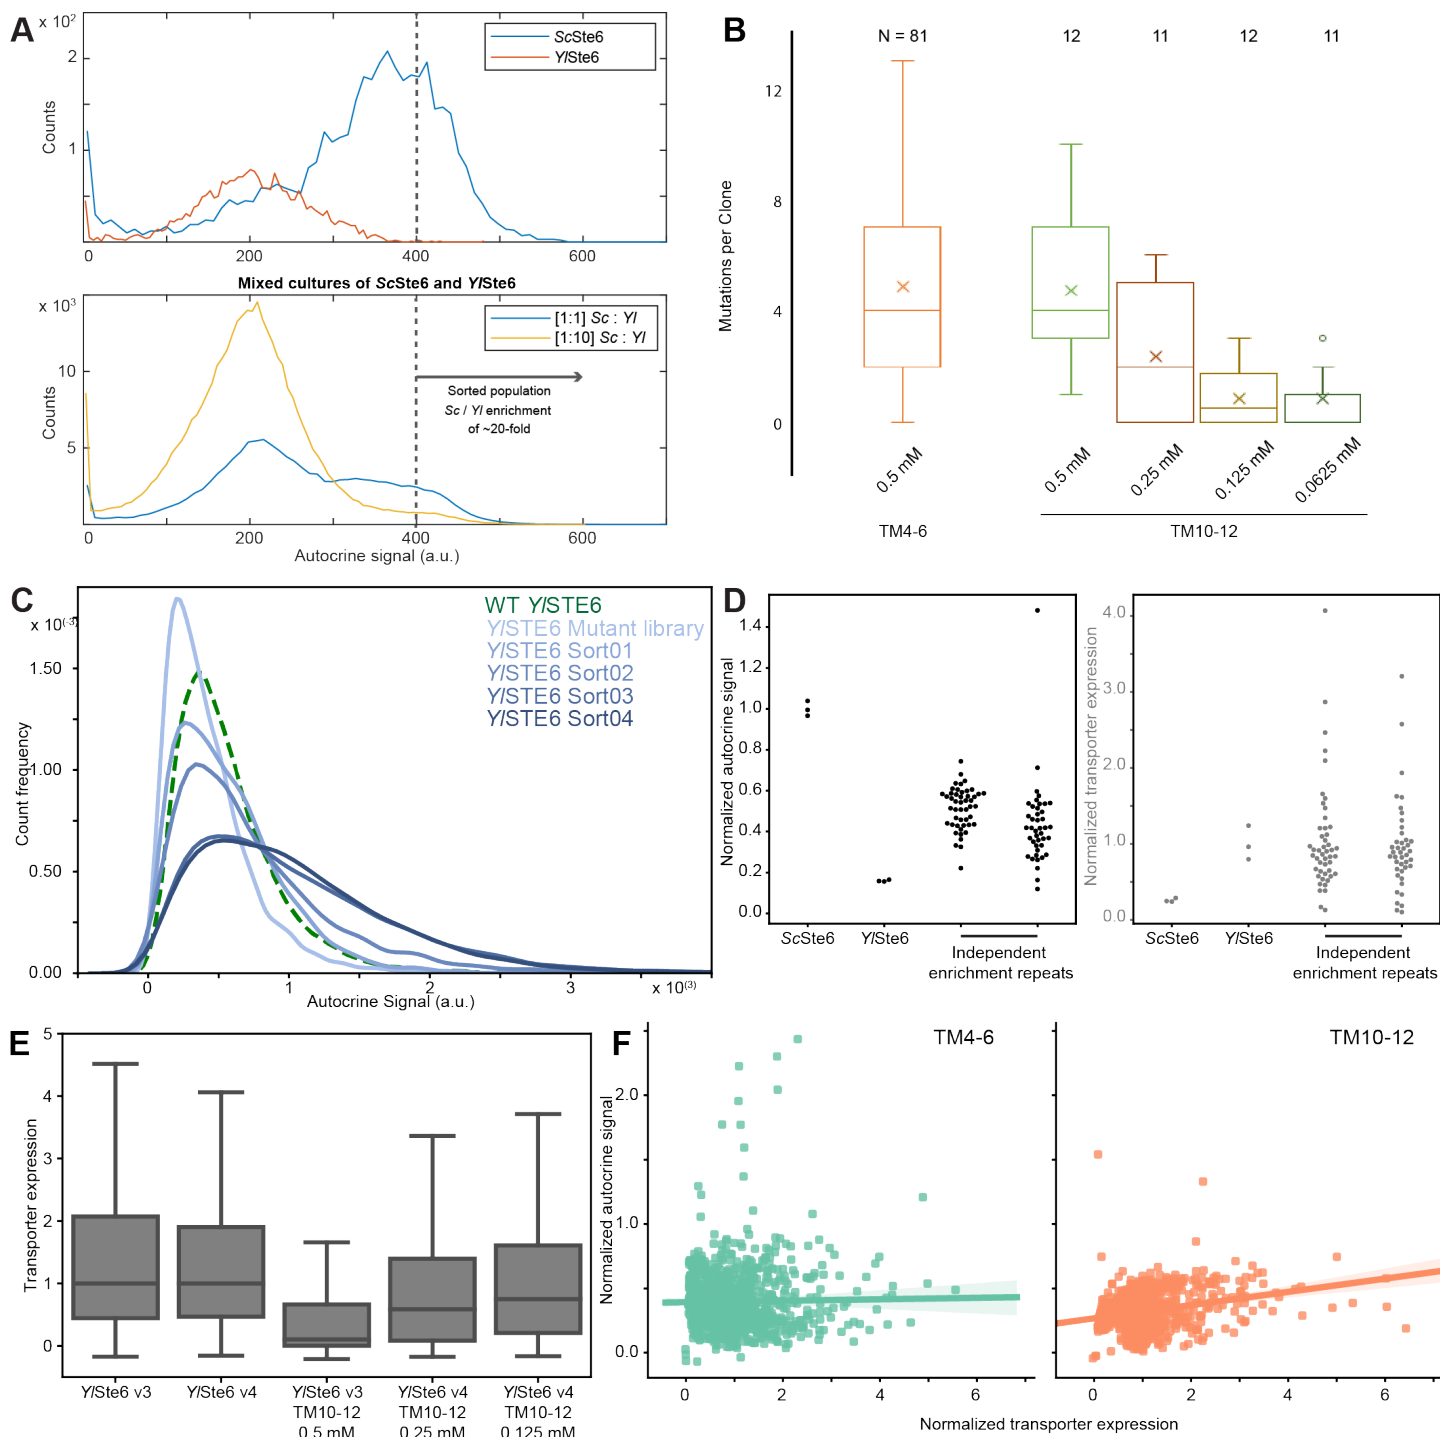 A
x 10²
2
1
Counts
ScSte6
YlSte6
0
200
400
600
Mixed cultures of ScSte6 and YlSte6
x 10³
10
5
Counts
[1:1] Sc : Yl
[1:10] Sc : Yl
Sorted population
Sc / Yl enrichment
of ~20-fold
0
200
400
600
Autocrine signal (a.u.)
B
N = 81
12
11
12
11
12
8
4
0
Mutations per Clone
0.5 mM
0.5 mM
0.25 mM
0.125 mM
0.0625 mM
TM4-6
TM10-12
C
x 10(-3)
1.50
1.00
0.50
0.00
Count frequency
WT YlSTE6
YlSTE6 Mutant library
YlSTE6 Sort01
YlSTE6 Sort02
YlSTE6 Sort03
YlSTE6 Sort04
0
1
2
3
x 10(3)
Autocrine Signal (a.u.)
D
1.4
1.2
1.0
0.8
0.6
0.4
0.2
0.0
Normalized autocrine signal
ScSte6
YlSte6
Independent
enrichment repeats
4.0
3.0
2.0
1.0
0.0
Normalized transporter expression
ScSte6
YlSte6
Independent
enrichment repeats
E
5
4
3
2
1
0
Transporter expression
YlSte6 v3
YlSte6 v4
YlSte6 v3
TM10-12
0.5 mM
YlSte6 v4
TM10-12
0.25 mM
YlSte6 v4
TM10-12
0.125 mM
F
TM4-6
TM10-12
2.0
1.0
0.0
Normalized autocrine signal
0
2
4
6
0
2
4
6
Normalized transporter expression